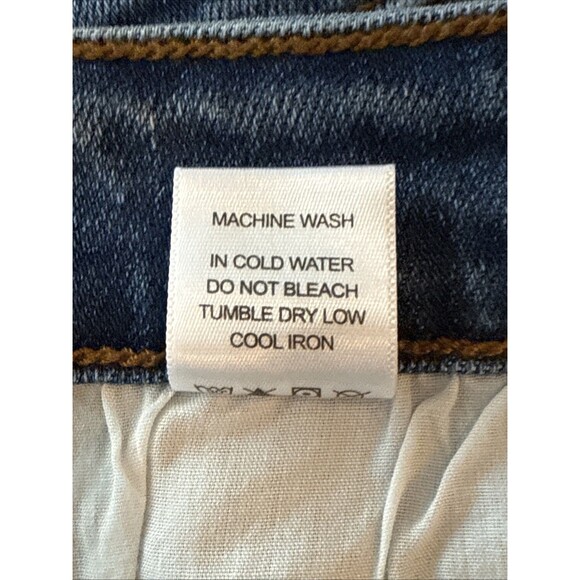 MACHINE WASH
IN COLD WATER
DO NOT BLEACH
TUMBLE DRY LOW
COOL IRON